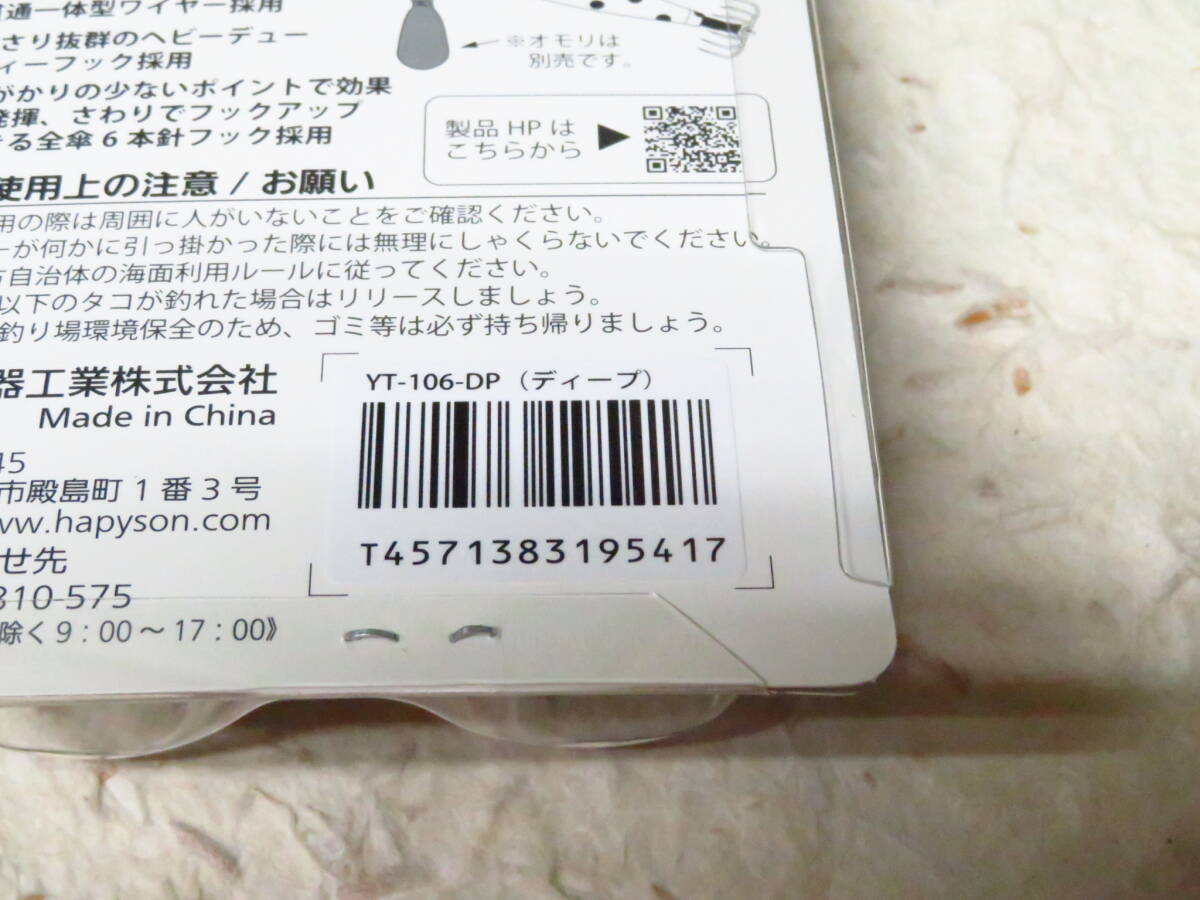 通一体型ワイヤー採用
さり抜群のヘビーデュー
ィーフック採用
がかりの少ないポイントで効果
発揮、さわりでフックアップ
きる全傘6本針フック採用
※オモリは
別売です。
製品HPは
こちらから
使用上の注意 / お願い
用の際は周囲に人がいないことをご確認ください。
ーが何かに引っ掛かった際には無理にしゃくらないでください。
方自治体の海面利用ルールに従ってください。
以下のタコが釣れた場合はリリースしましょう。
釣り場環境保全のため、ゴミ等は必ず持ち帰りましょう。
器工業株式会社
Made in China
45
市殿島町1番3号
www.hapyson.com
せ先
810-575
除く9:00～17:00》
YT-106-DP（ディープ）
T4571383195417